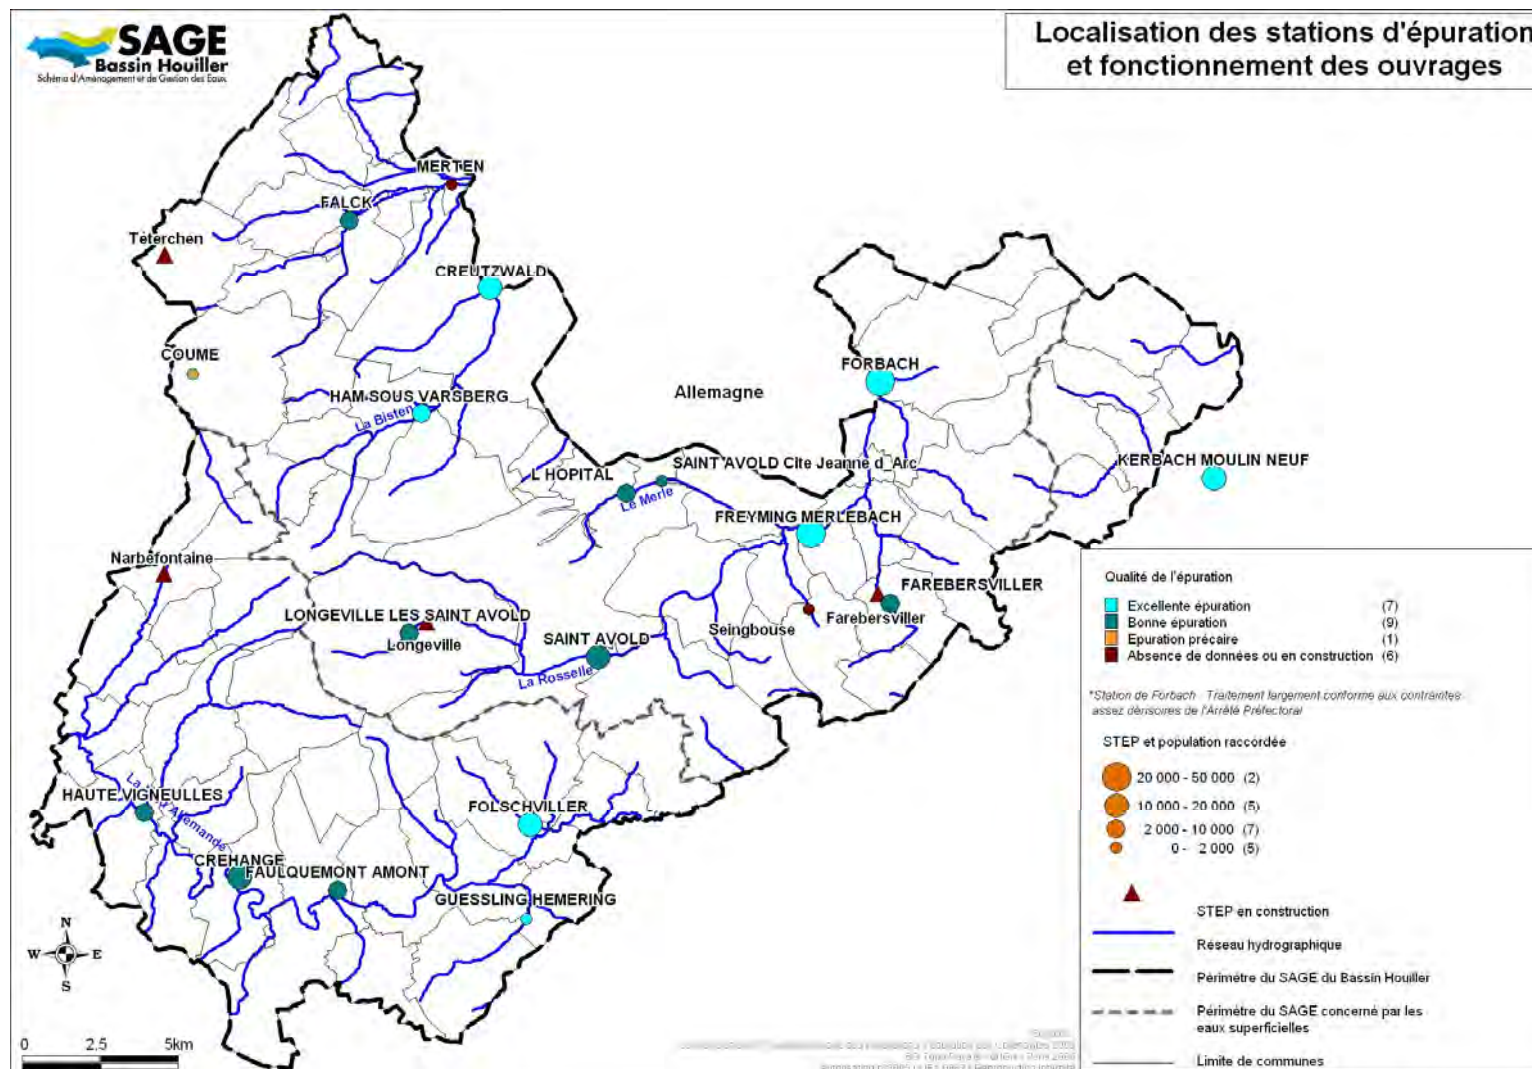 SAGE
Bassin Houiller
Schéma d'Aménagement et de Gestion des Eaux
Localisation des stations d'épuration
et fonctionnement des ouvrages
MERTEN
FALCK
Téterchen
CREUTZWALD
COUME
HAM SOUS VARSBERG
La Bisten
Allemagne
FORBACH
L HOPITAL
SAINT AVOLD Cite Jeanne d_Arc
Le Merle
KERBACH MOULIN NEUF
FREYMING MERLEBACH
Narbéfontaine
FAREBERSVILLER
Farebersviller
Seingbouse
LONGEVILLE LES SAINT AVOLD
Longeville
SAINT AVOLD
La Rosselle
HAUTE VIGNEULLES
Allemande
FOLSCHVILLER
CREHANGE
FAULQUEMONT AMONT
GUESSLING HEMERING
N
W E
S
0 2,5 5km
Qualité de l'épuration
Excellente épuration (7)
Bonne épuration (9)
Epuration précaire (1)
Absence de données ou en construction (6)
*Station de Forbach : Traitement largement conforme aux contraintes
assez dérisoires de l'Arrêté Préfectoral
STEP et population raccordée
20 000 - 50 000 (2)
10 000 - 20 000 (5)
2 000 - 10 000 (7)
0 - 2 000 (5)
STEP en construction
Réseau hydrographique
Périmètre du SAGE du Bassin Houiller
Périmètre du SAGE concerné par les
eaux superficielles
Limite de communes